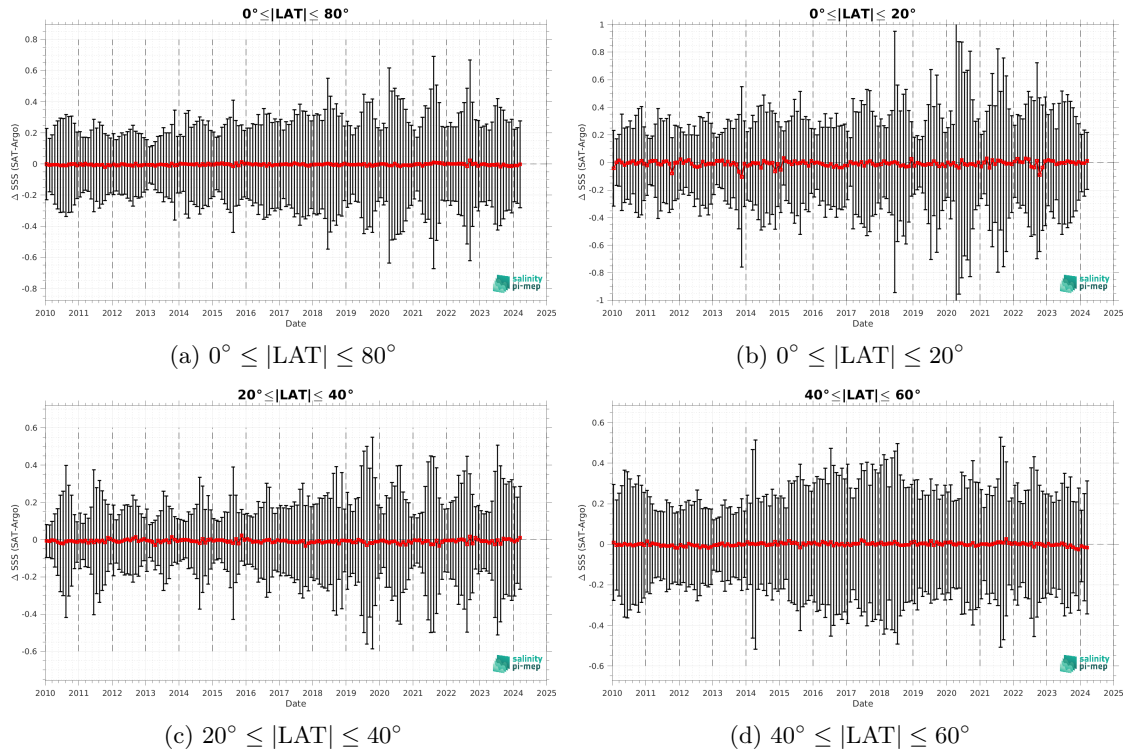 0°≤|LAT|≤ 80°
Δ SSS (SAT-Argo)
0.8
0.6
0.4
0.2
0
-0.2
-0.4
-0.6
-0.8
2010 2011 2012 2013 2014 2015 2016 2017 2018 2019 2020 2021 2022 2023 2024 2025
Date
salinity
pi-mep
(a) 0° ≤ |LAT| ≤ 80°
0°≤|LAT|≤ 20°
Δ SSS (SAT-Argo)
1
0.8
0.6
0.4
0.2
0
-0.2
-0.4
-0.6
-0.8
-1
2010 2011 2012 2013 2014 2015 2016 2017 2018 2019 2020 2021 2022 2023 2024 2025
Date
salinity
pi-mep
(b) 0° ≤ |LAT| ≤ 20°
20°≤|LAT|≤ 40°
Δ SSS (SAT-Argo)
0.6
0.4
0.2
0
-0.2
-0.4
-0.6
2010 2011 2012 2013 2014 2015 2016 2017 2018 2019 2020 2021 2022 2023 2024 2025
Date
salinity
pi-mep
(c) 20° ≤ |LAT| ≤ 40°
40°≤|LAT|≤ 60°
Δ SSS (SAT-Argo)
0.6
0.4
0.2
0
-0.2
-0.4
-0.6
2010 2011 2012 2013 2014 2015 2016 2017 2018 2019 2020 2021 2022 2023 2024 2025
Date
salinity
pi-mep
(d) 40° ≤ |LAT| ≤ 60°